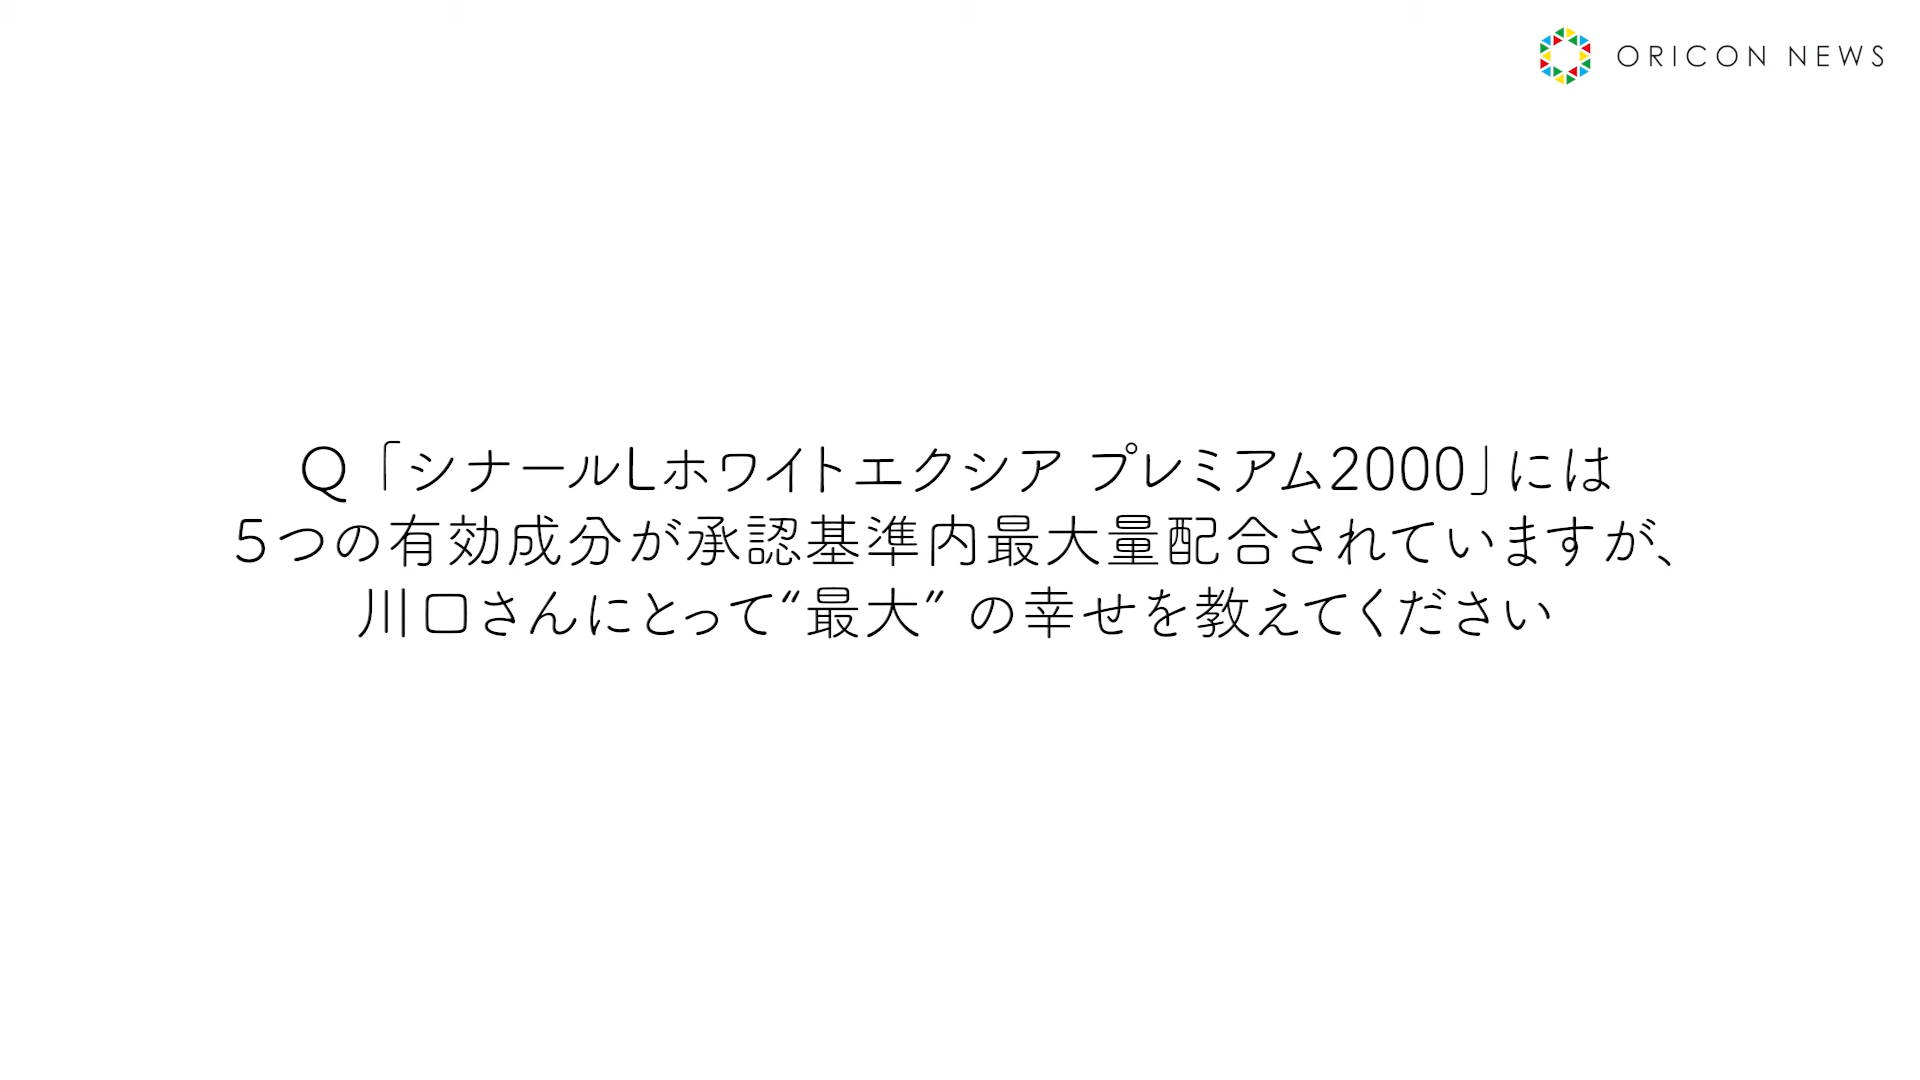 ORICON NEWS
Q「シナールLホワイトエクシア プレミアム2000」には
5つの有効成分が承認基準内最大量配合されていますが、
川口さんにとって“最大” の幸せを教えてください